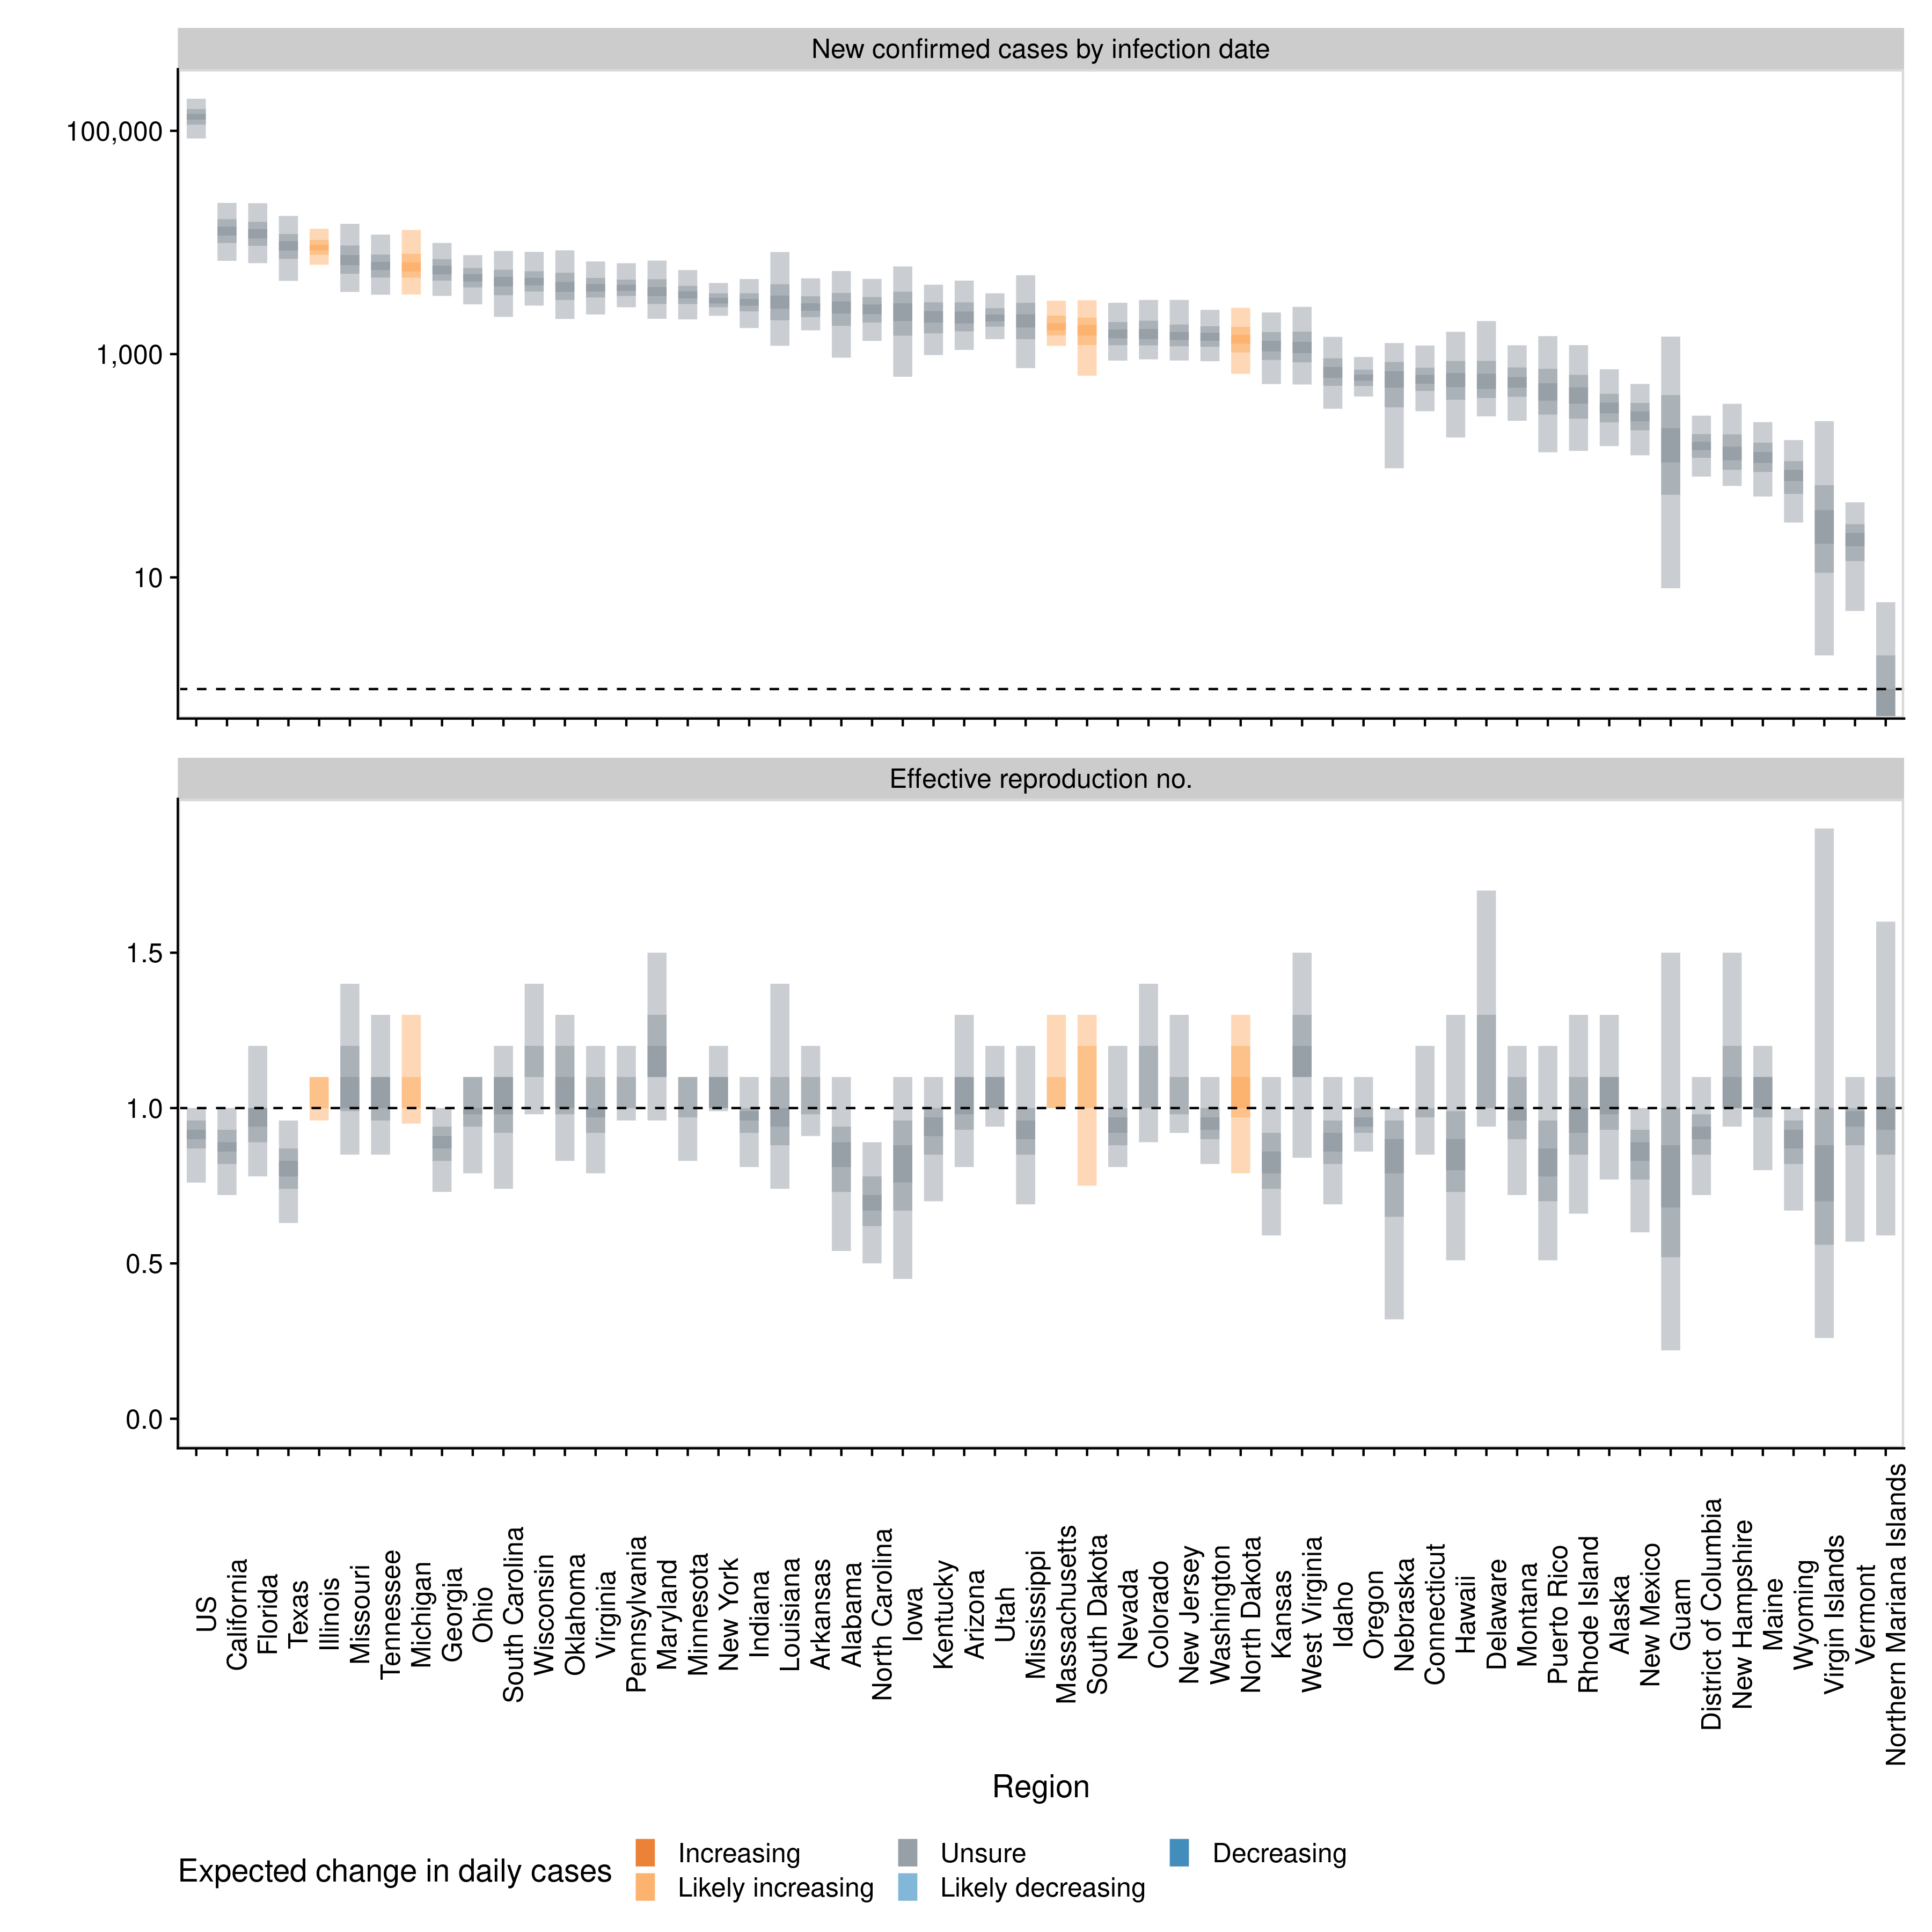 New confirmed cases by infection date
100,000
1,000
10
Effective reproduction no.
1.5
1.0
0.5
0.0
US
California
Florida
Texas
Illinois
Missouri
Tennessee
Michigan
Georgia
Ohio
South Carolina
Wisconsin
Oklahoma
Virginia
Pennsylvania
Maryland
Minnesota
New York
Indiana
Louisiana
Arkansas
Alabama
North Carolina
Iowa
Kentucky
Arizona
Utah
Mississippi
Massachusetts
South Dakota
Nevada
Colorado
New Jersey
Washington
North Dakota
Kansas
West Virginia
Idaho
Oregon
Nebraska
Connecticut
Hawaii
Delaware
Montana
Puerto Rico
Rhode Island
Alaska
New Mexico
Guam
District of Columbia
New Hampshire
Maine
Wyoming
Virgin Islands
Vermont
Northern Mariana Islands
Region
Expected change in daily cases
Increasing
Likely increasing
Unsure
Likely decreasing
Decreasing